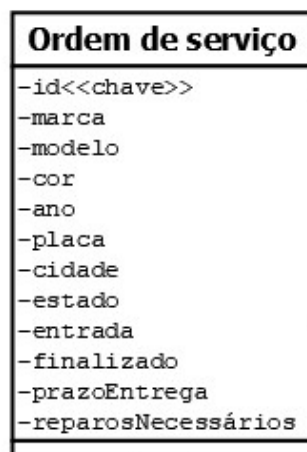 Ordem de serviço
-id<<chave>>
-marca
-modelo
-cor
-ano
-placa
-cidade
-estado
-entrada
-finalizado
-prazoEntrega
-reparosNecessários